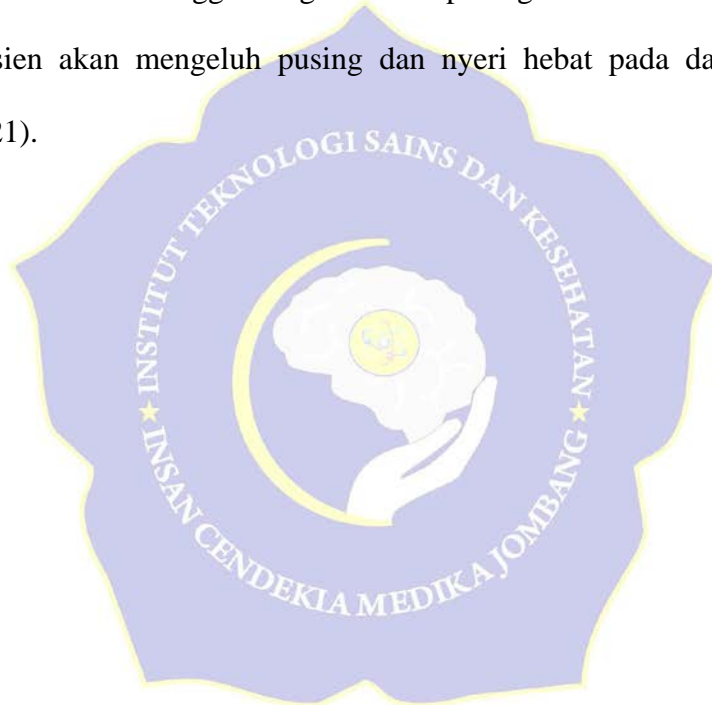 sien akan mengeluh pusing dan nyeri hebat pada da
21).
INSTITUT TEKNOLOGI SAINS DAN KESEHATAN
INSAN CENDEKIA MEDIKA JOMBANG